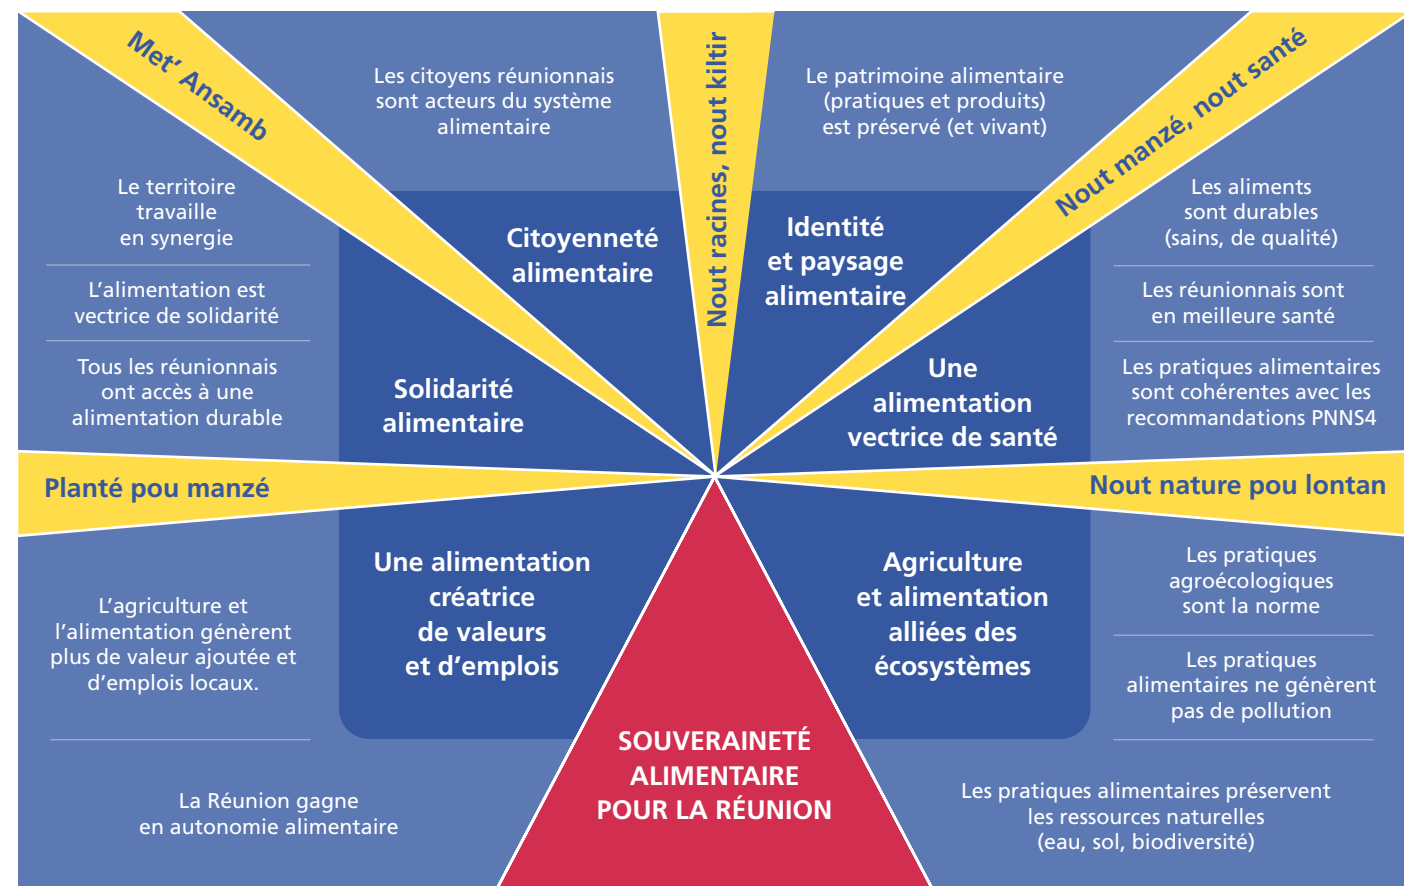 Met’ Ansamb
Nout racines, nout kiltir
Nout manzé, nout santé
Les citoyens réunionnais
sont acteurs du système
alimentaire
Le patrimoine alimentaire
(pratiques et produits)
est préservé (et vivant)
Le territoire
travaille
en synergie
L’alimentation est
vectrice de solidarité
Tous les réunionnais
ont accès à une
alimentation durable
Citoyenneté
alimentaire
Identité
et paysage
alimentaire
Les aliments
sont durables
(sains, de qualité)
Les réunionnais sont
en meilleure santé
Les pratiques alimentaires
sont cohérentes avec les
recommandations PNNS4
Solidarité
alimentaire
Une
alimentation
vectrice de santé
Planté pou manzé
Nout nature pou lontan
L’agriculture et
l’alimentation génèrent
plus de valeur ajoutée et
d’emplois locaux.
La Réunion gagne
en autonomie alimentaire
Une alimentation
créatrice
de valeurs
et d’emplois
Agriculture
et alimentation
alliées des
écosystèmes
Les pratiques
agroécologiques
sont la norme
Les pratiques
alimentaires ne génèrent
pas de pollution
Les pratiques alimentaires préservent
les ressources naturelles
(eau, sol, biodiversité)
SOUVERAINETÉ
ALIMENTAIRE
POUR LA RÉUNION